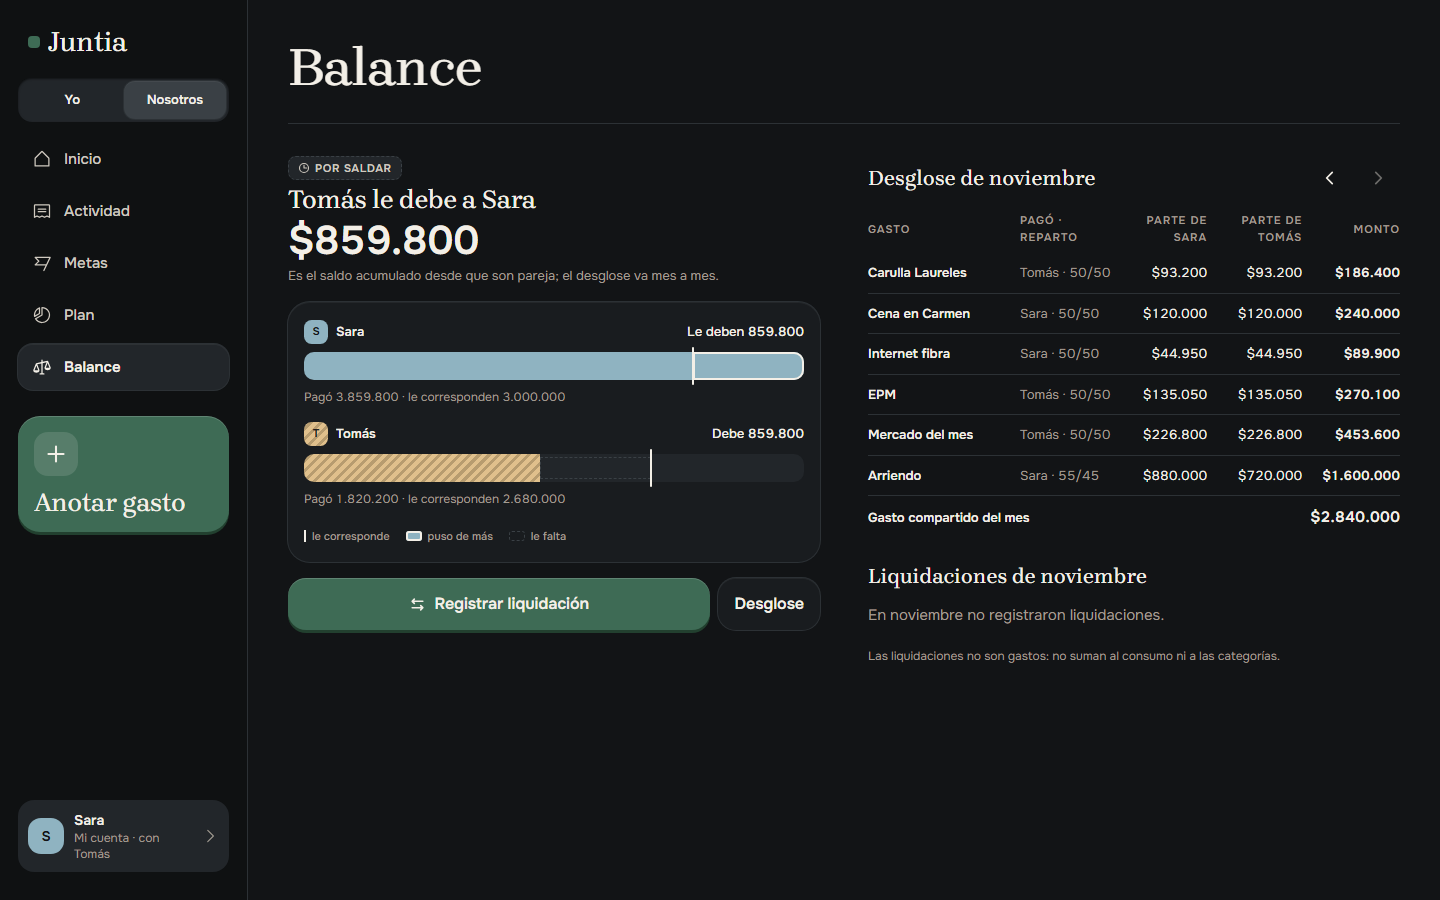 Juntia
Yo
Nosotros
Inicio
Actividad
Metas
Plan
Balance
Anotar gasto
S
Sara
Mi cuenta · con
Tomás
Balance
POR SALDAR
Tomás le debe a Sara
$859.800
Es el saldo acumulado desde que son pareja; el desglose va mes a mes.
S Sara Le deben 859.800
Pagó 3.859.800 · le corresponden 3.000.000
T Tomás Debe 859.800
Pagó 1.820.200 · le corresponden 2.680.000
le corresponde puso de más le falta
Registrar liquidación
Desglose
Desglose de noviembre
GASTO PAGÓ · REPARTO PARTE DE SARA PARTE DE TOMÁS MONTO
Carulla Laureles Tomás · 50/50 $93.200 $93.200 $186.400
Cena en Carmen Sara · 50/50 $120.000 $120.000 $240.000
Internet fibra Sara · 50/50 $44.950 $44.950 $89.900
EPM Tomás · 50/50 $135.050 $135.050 $270.100
Mercado del mes Tomás · 50/50 $226.800 $226.800 $453.600
Arriendo Sara · 55/45 $880.000 $720.000 $1.600.000
Gasto compartido del mes $2.840.000
Liquidaciones de noviembre
En noviembre no registraron liquidaciones.
Las liquidaciones no son gastos: no suman al consumo ni a las categorías.